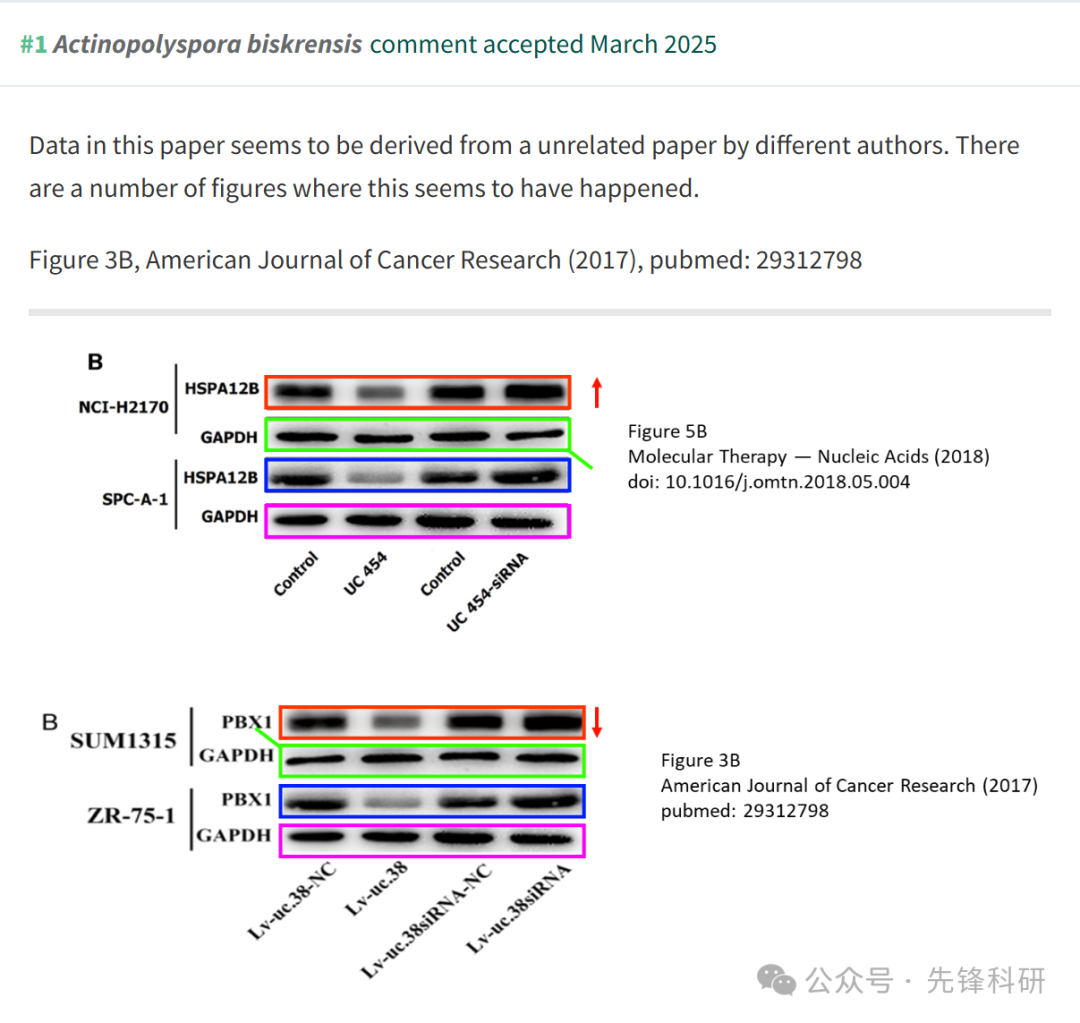 #1 Actinopolyspora biskrensis comment accepted March 2025
Data in this paper seems to be derived from a unrelated paper by different authors. There
are a number of figures where this seems to have happened.
Figure 3B, American Journal of Cancer Research (2017), pubmed: 29312798
B
NCI-H2170
HSPA12B
GAPDH
SPC-A-1
HSPA12B
GAPDH
Control
UC 454
Control
UC 454-siRNA
Figure 5B
Molecular Therapy — Nucleic Acids (2018)
doi: 10.1016/j.omtn.2018.05.004
B
SUM1315
PBX1
GAPDH
ZR-75-1
PBX1
GAPDH
Lv-uc.38-NC
Lv-uc.38
Lv-uc.38siRNA-NC
Lv-uc.38siRNA
Figure 3B
American Journal of Cancer Research (2017)
pubmed: 29312798
公众号 · 先锋科研